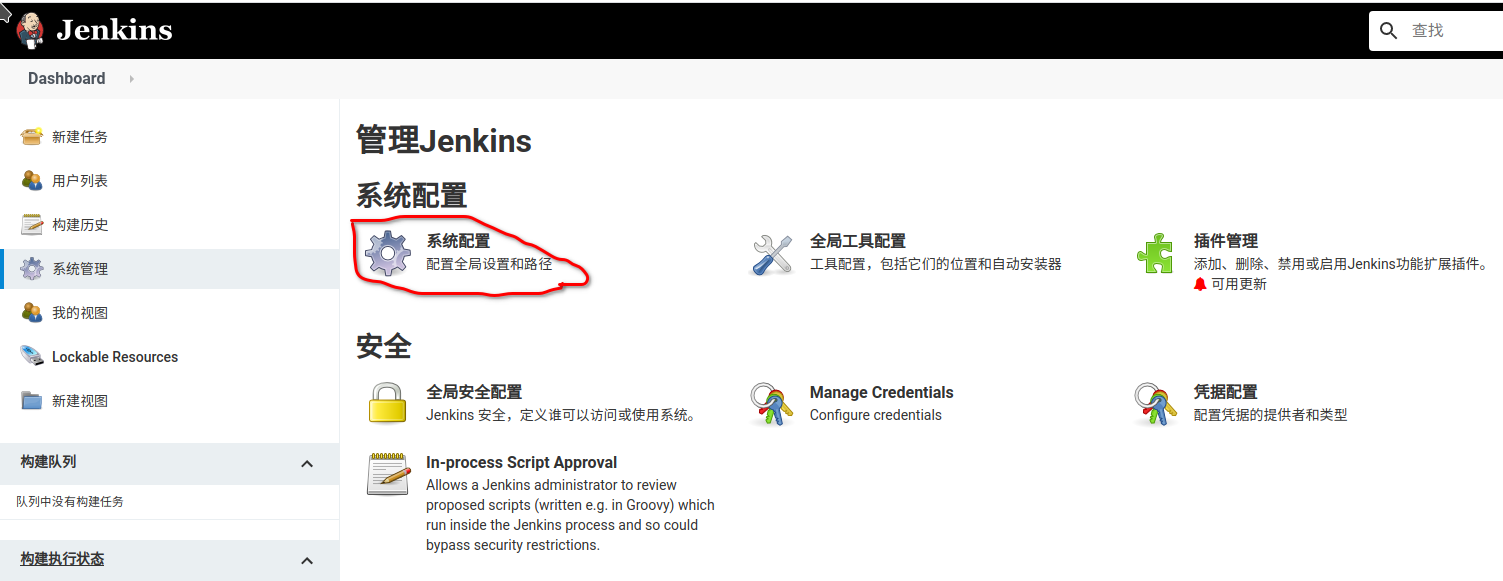 Jenkins
查找
Dashboard
新建任务
用户列表
构建历史
系统管理
我的视图
Lockable Resources
新建视图
构建队列
队列中没有构建任务
构建执行状态
管理Jenkins
系统配置
系统配置
配置全局设置和路径
全局工具配置
工具配置，包括它们的位置和自动安装器
插件管理
添加、删除、禁用或启用Jenkins功能扩展插件。
可用更新
安全
全局安全配置
Jenkins 安全，定义谁可以访问或使用系统。
Manage Credentials
Configure credentials
凭据配置
配置凭据的提供者和类型
In-process Script Approval
Allows a Jenkins administrator to review
proposed scripts (written e.g. in Groovy) which
run inside the Jenkins process and so could
bypass security restrictions.